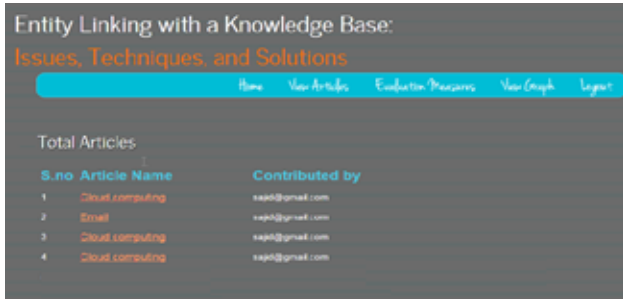 Entity Linking with a Knowledge Base:
Issues, Techniques, and Solutions
Home View Articles Evaluation Measures View Graph Logout
Total Articles
S.no Article Name Contributed by
1 Cloud computing sajid@gmail.com
2 Email sajid@gmail.com
3 Cloud computing sajid@gmail.com
4 Cloud computing sajid@gmail.com